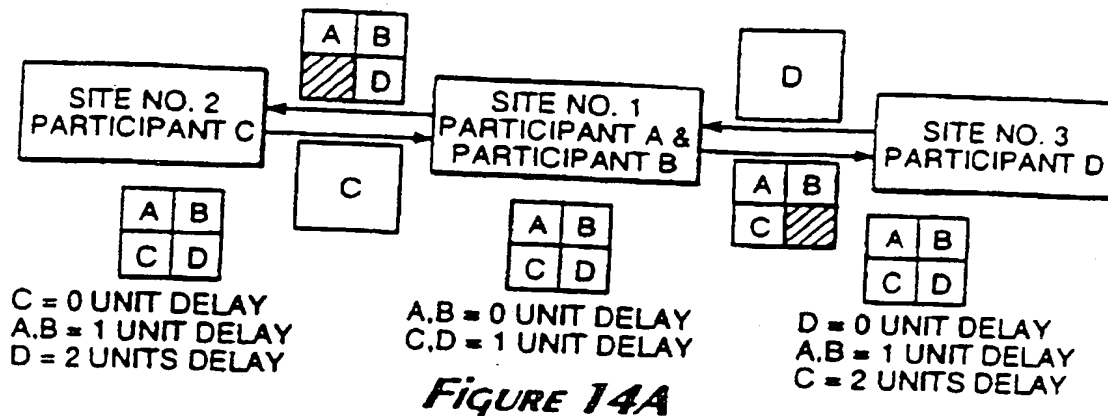 A B
D
SITE NO. 2
PARTICIPANT C
SITE NO. 1
PARTICIPANT A &
PARTICIPANT B
D
SITE NO. 3
PARTICIPANT D
C
A B
C
A B
C D
A B
C D
A B
C D
C = 0 UNIT DELAY
A,B = 1 UNIT DELAY
D = 2 UNITS DELAY
A,B = 0 UNIT DELAY
C,D = 1 UNIT DELAY
D = 0 UNIT DELAY
A,B = 1 UNIT DELAY
C = 2 UNITS DELAY
FIGURE 14A